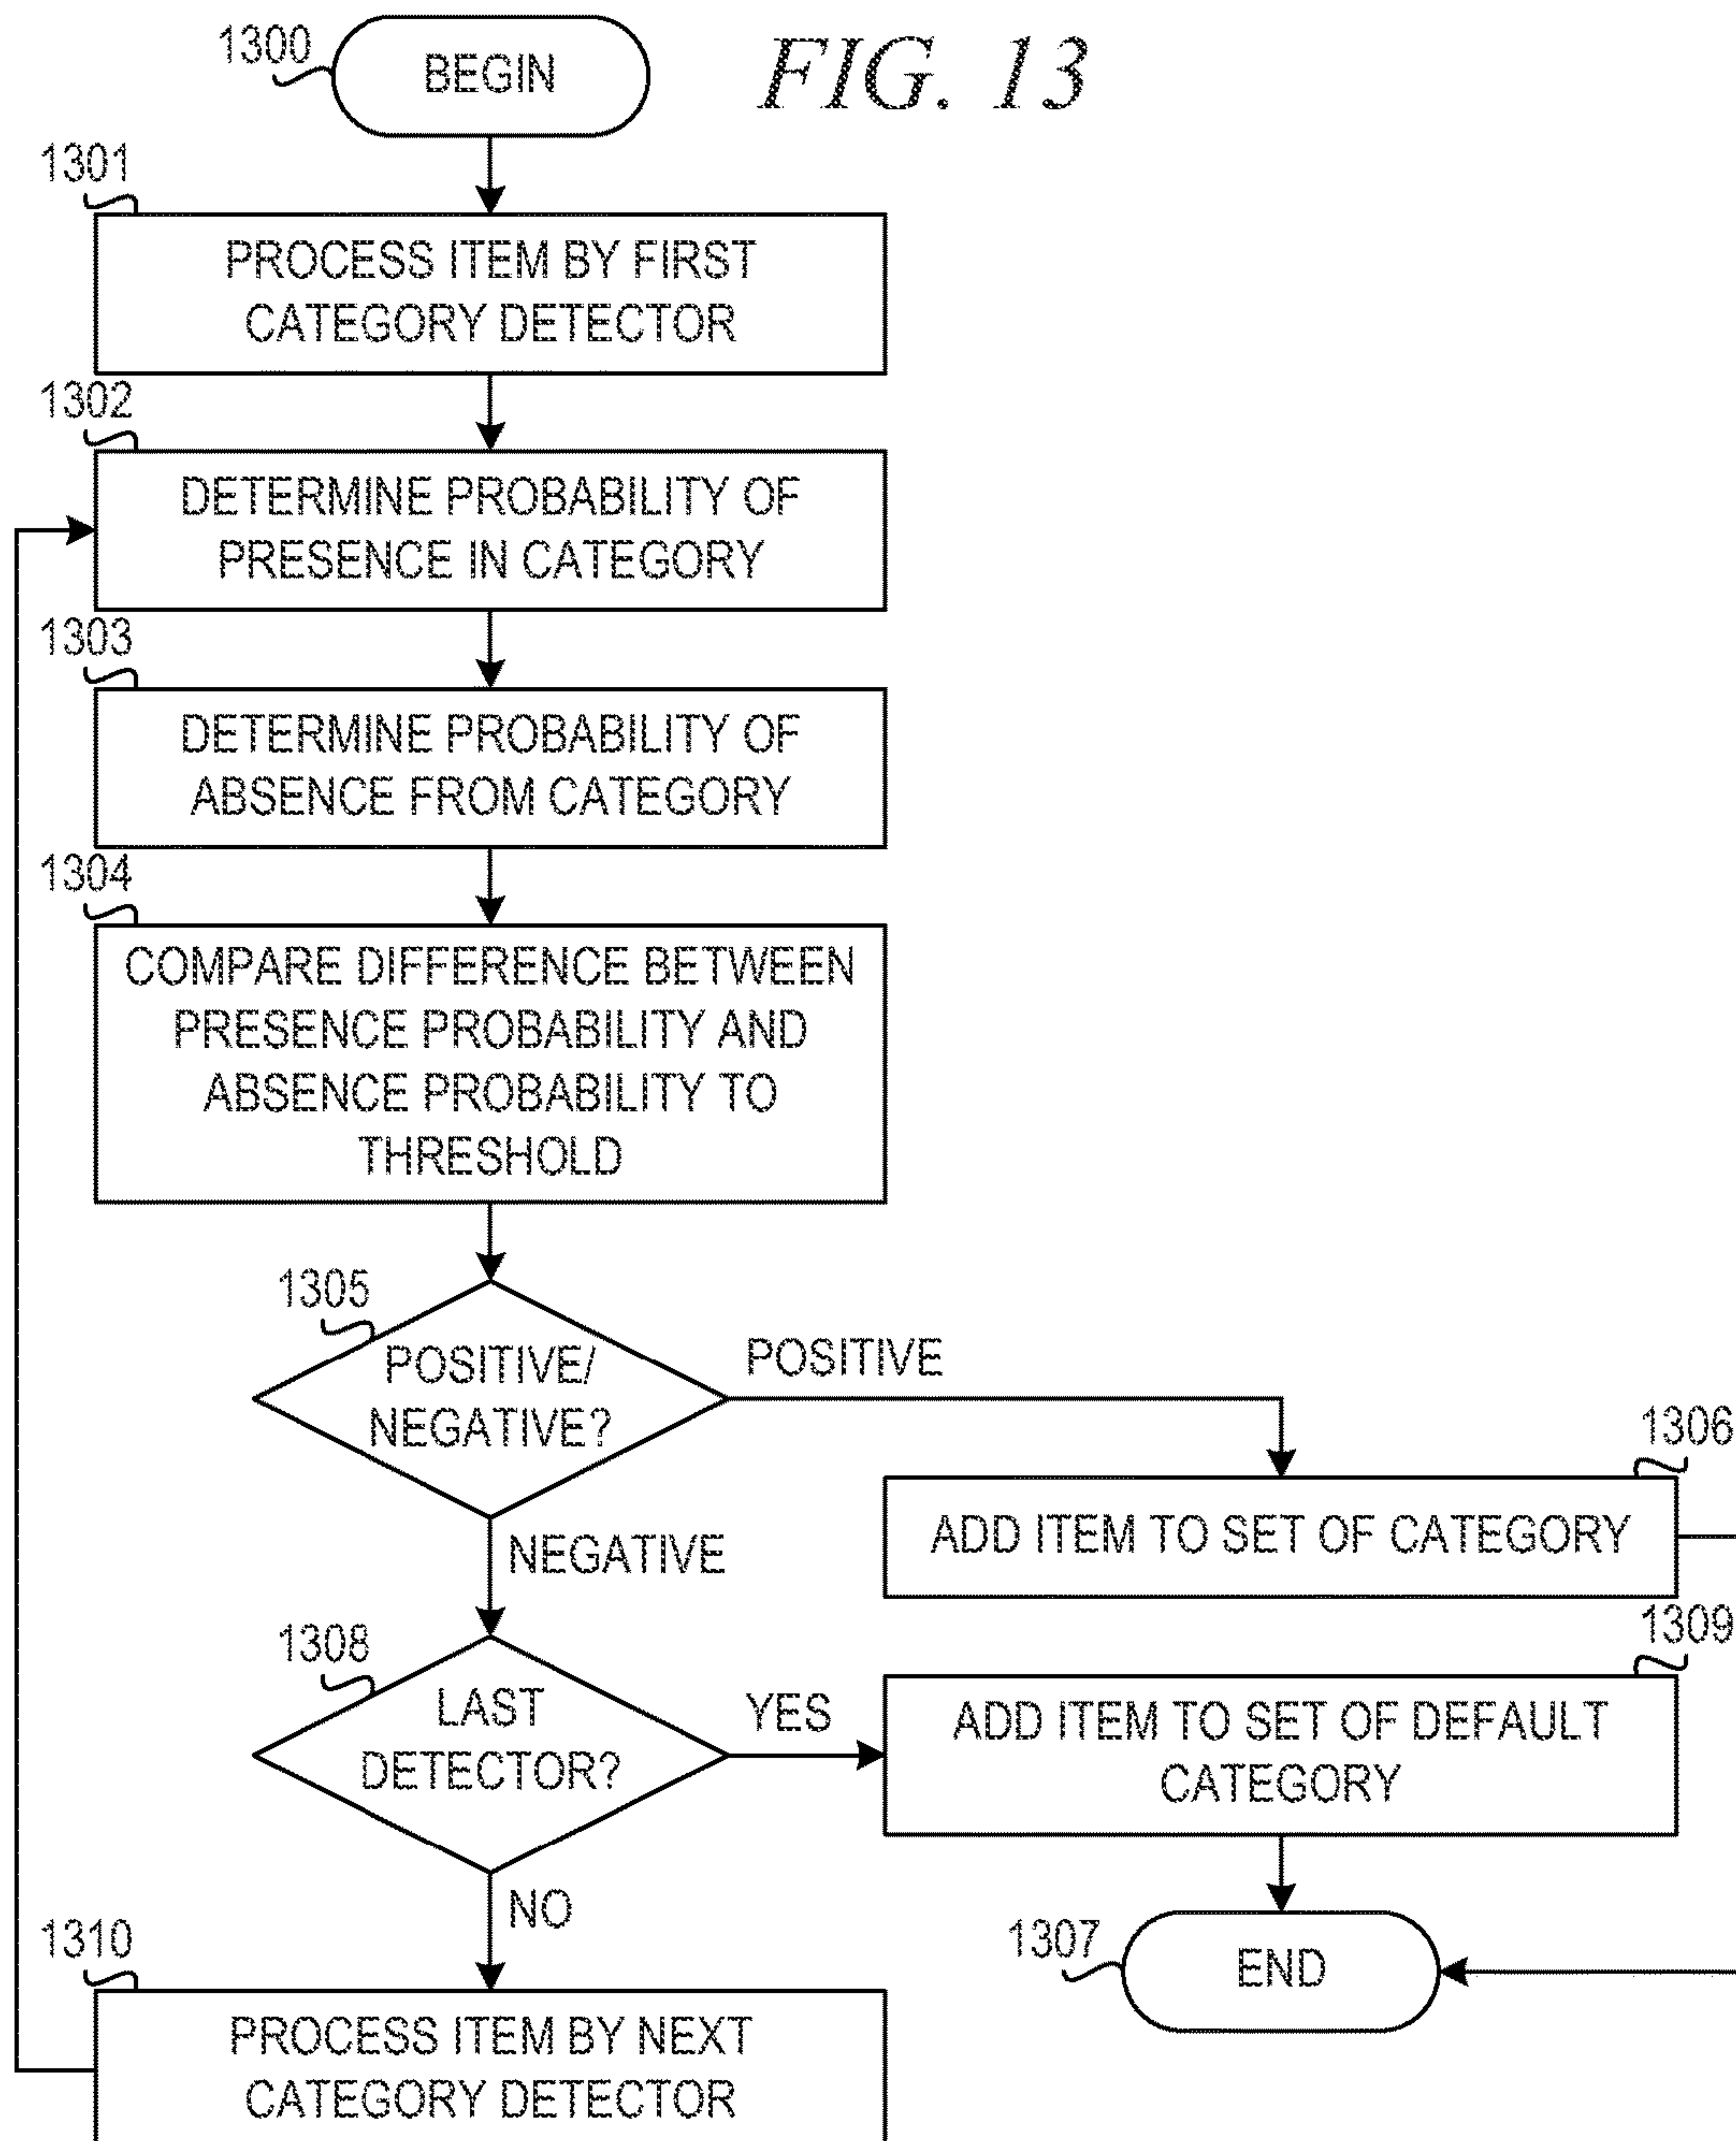 FIG. 13
1300
BEGIN
1301
PROCESS ITEM BY FIRST
CATEGORY DETECTOR
1302
DETERMINE PROBABILITY OF
PRESENCE IN CATEGORY
1303
DETERMINE PROBABILITY OF
ABSENCE FROM CATEGORY
1304
COMPARE DIFFERENCE BETWEEN
PRESENCE PROBABILITY AND
ABSENCE PROBABILITY TO
THRESHOLD
1305
POSITIVE/
NEGATIVE?
POSITIVE
1306
ADD ITEM TO SET OF CATEGORY
NEGATIVE
1308
LAST
DETECTOR?
YES
1309
ADD ITEM TO SET OF DEFAULT
CATEGORY
NO
1307
END
1310
PROCESS ITEM BY NEXT
CATEGORY DETECTOR